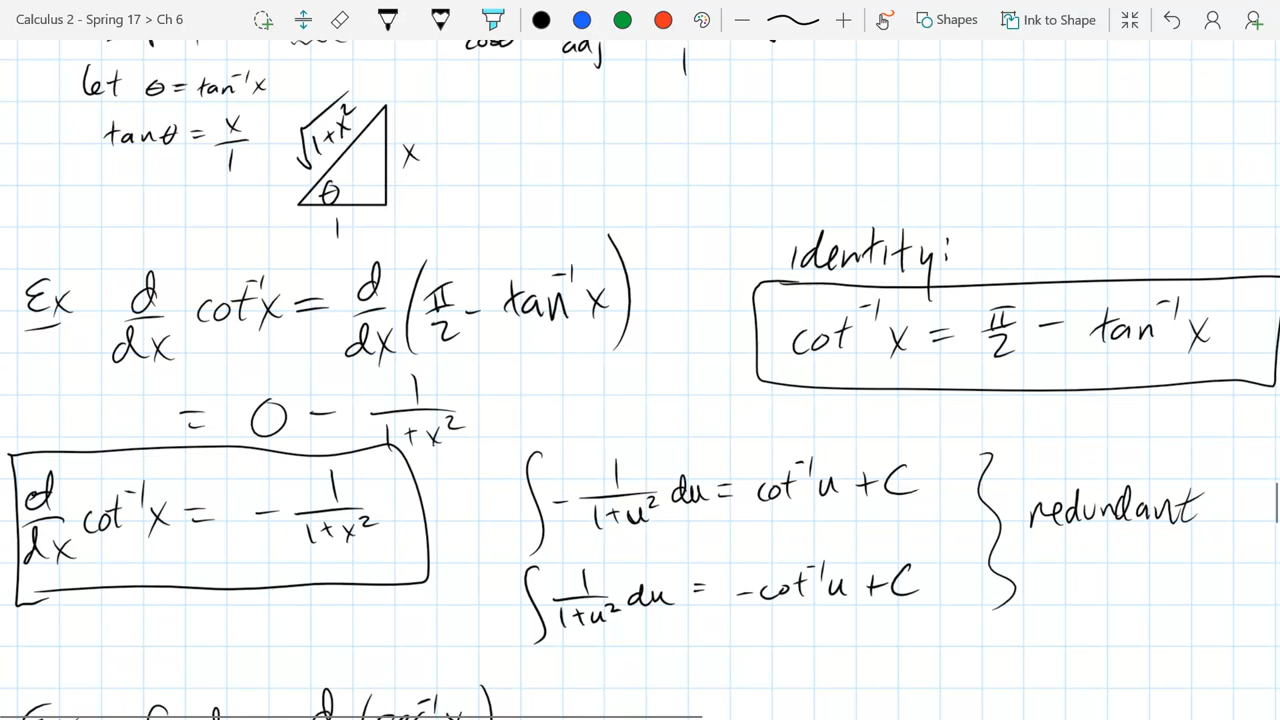 Calculus 2 - Spring 17 > Ch 6
Shapes
Ink to Shape
adj
1
let θ = tan⁻¹x
tanθ = x/1
√1+x²
x
θ
1
identity:
Ex d/dx cot⁻¹x = d/dx (π/2 - tan⁻¹x)
cot⁻¹x = π/2 - tan⁻¹x
= 0 - 1/1+x²
d/dx cot⁻¹x = - 1/1+x²
∫ - 1/1+u² du = cot⁻¹u + C
redundant
∫ 1/1+u² du = -cot⁻¹u + C